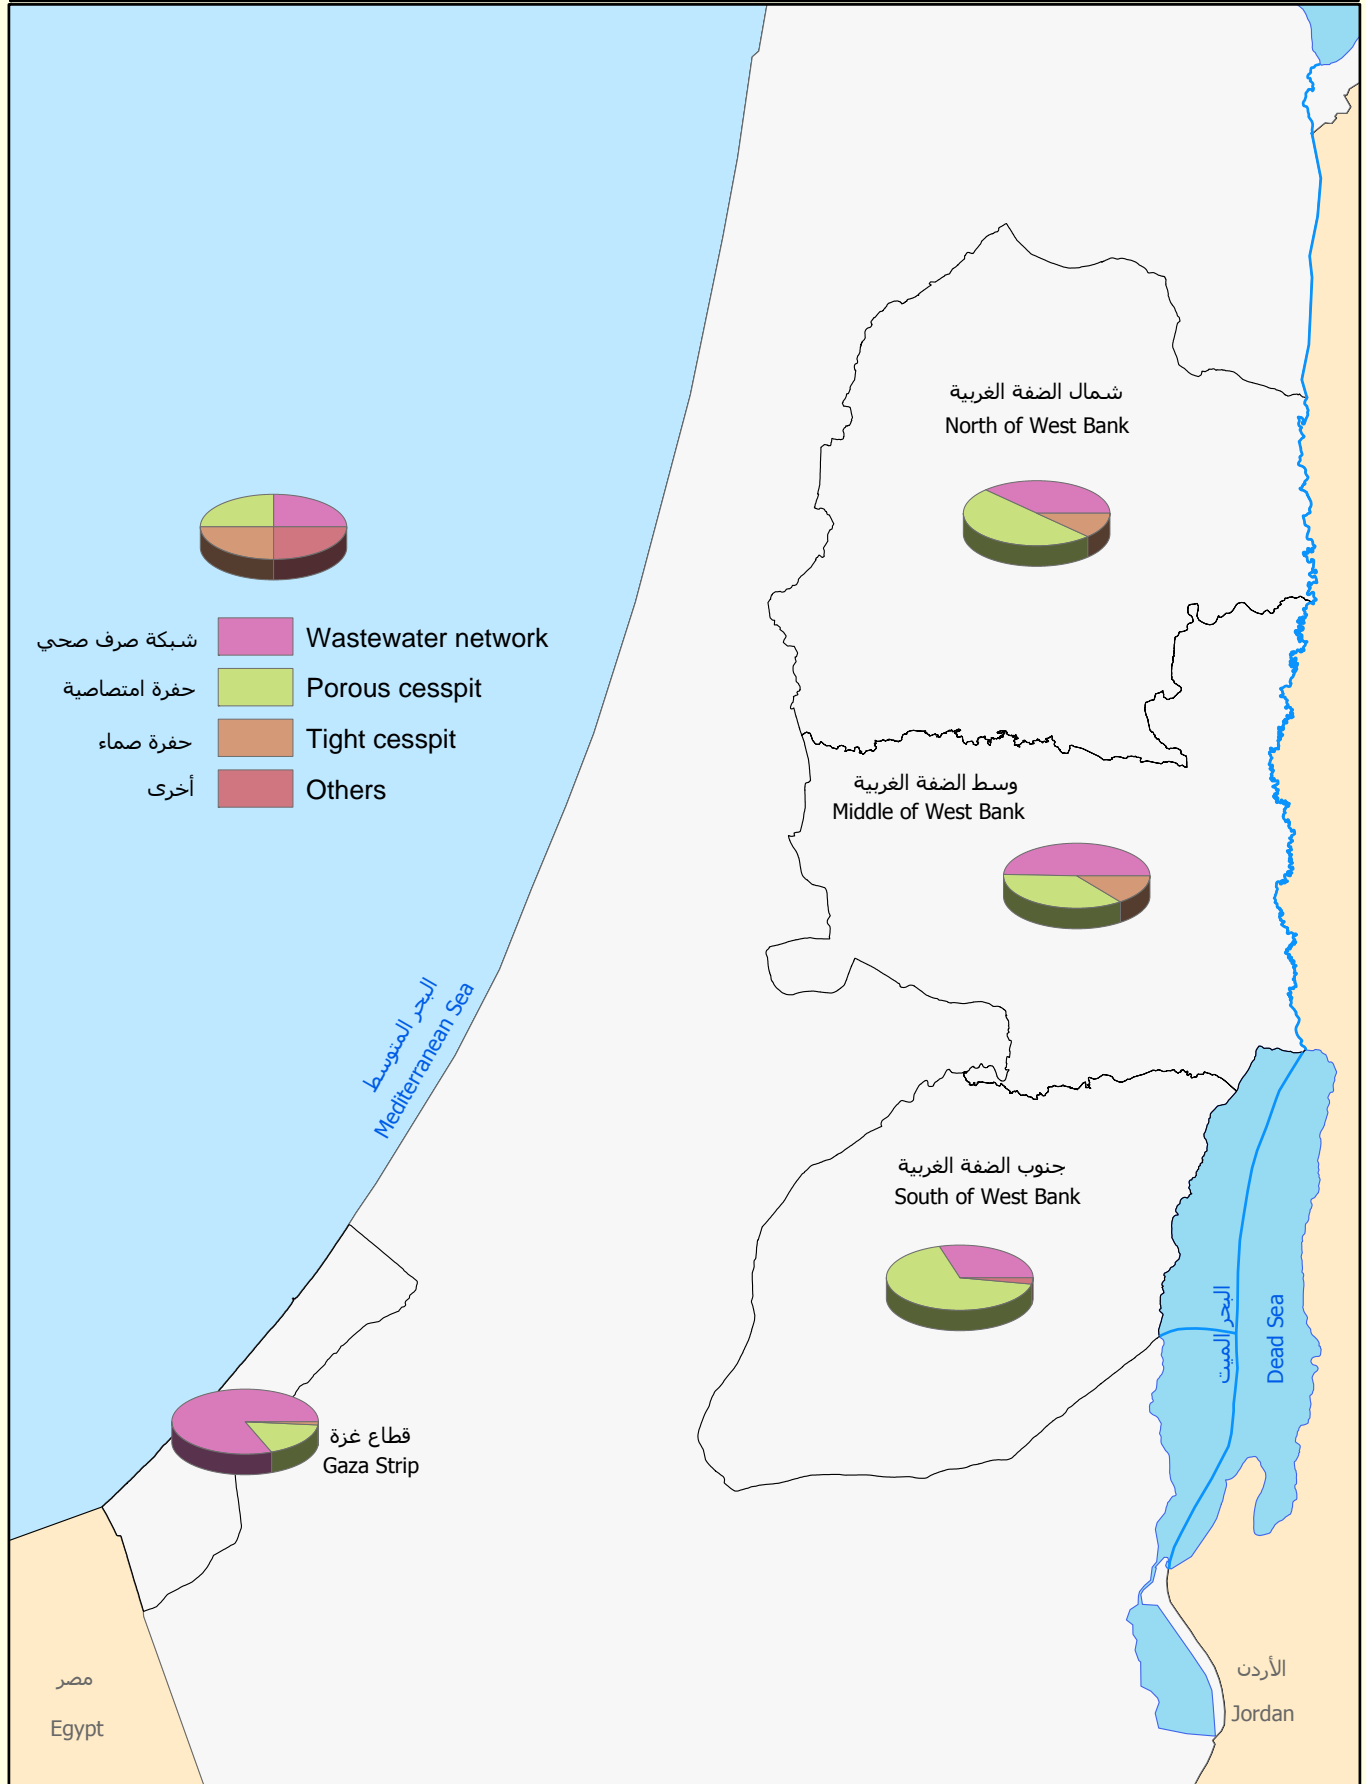 شمال الضفة الغربية
North of West Bank
شبكة صرف صحي
Wastewater network
حفرة امتصاصية
Porous cesspit
حفرة صماء
Tight cesspit
أخرى
Others
وسط الضفة الغربية
Middle of West Bank
البحر المتوسط
Mediterranean Sea
جنوب الضفة الغربية
South of West Bank
البحر الميت
Dead Sea
قطاع غزة
Gaza Strip
مصر
Egypt
الأردن
Jordan